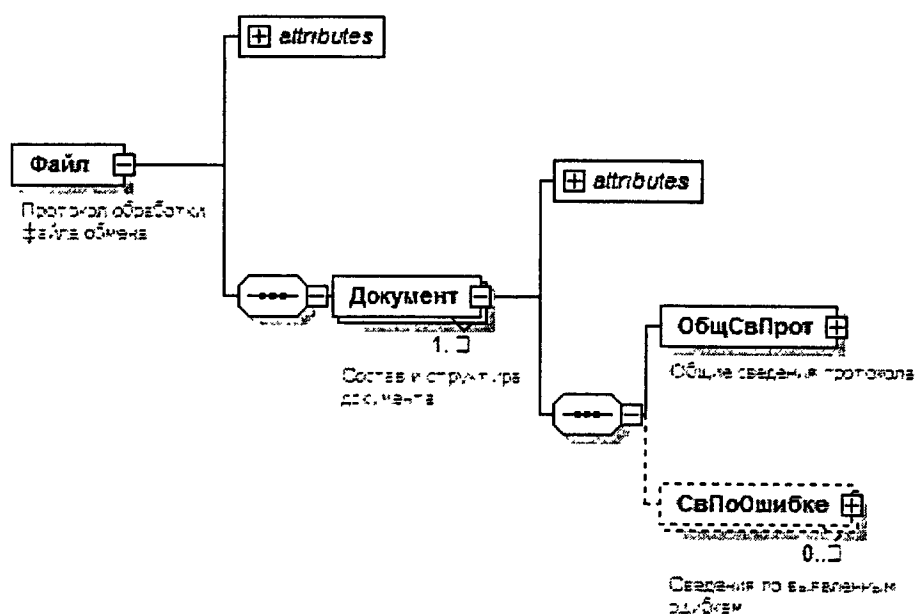 attributes
Файл
Протокол обработки
файла обмена
attributes
Документ
1..
Состав и структура
документа
ОбщСвПрот
Общие сведения протокола
СвПоОшибке
0..
Сведения по выявленным
ошибкам